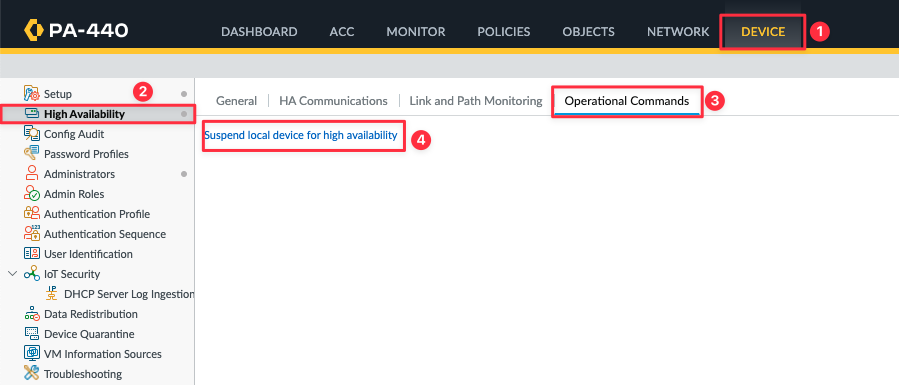 PA-440 DASHBOARD ACC MONITOR POLICIES OBJECTS NETWORK DEVICE 1
Setup 2
High Availability
Config Audit
Password Profiles
Administrators
Admin Roles
Authentication Profile
Authentication Sequence
User Identification
IoT Security
DHCP Server Log Ingestion
Data Redistribution
Device Quarantine
VM Information Sources
Troubleshooting
General HA Communications Link and Path Monitoring Operational Commands 3
Suspend local device for high availability 4